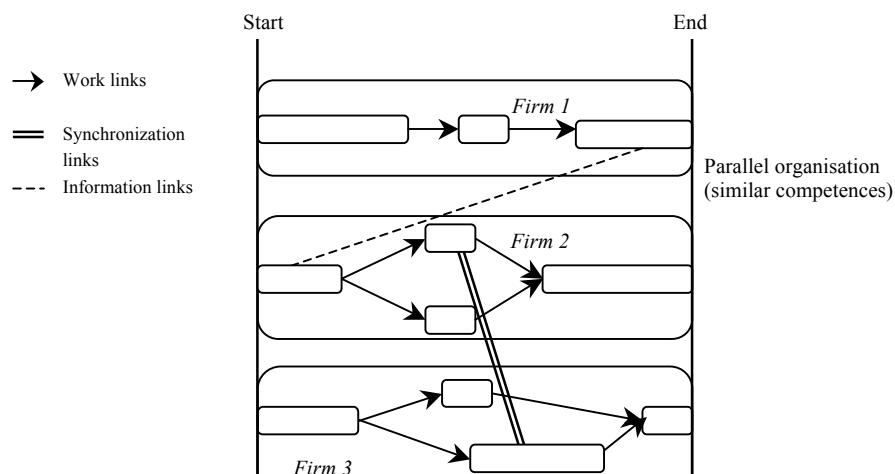 Start
End
Work links
Firm 1
Synchronization
links
Information links
Parallel organisation
(similar competences)
Firm 2
Firm 3